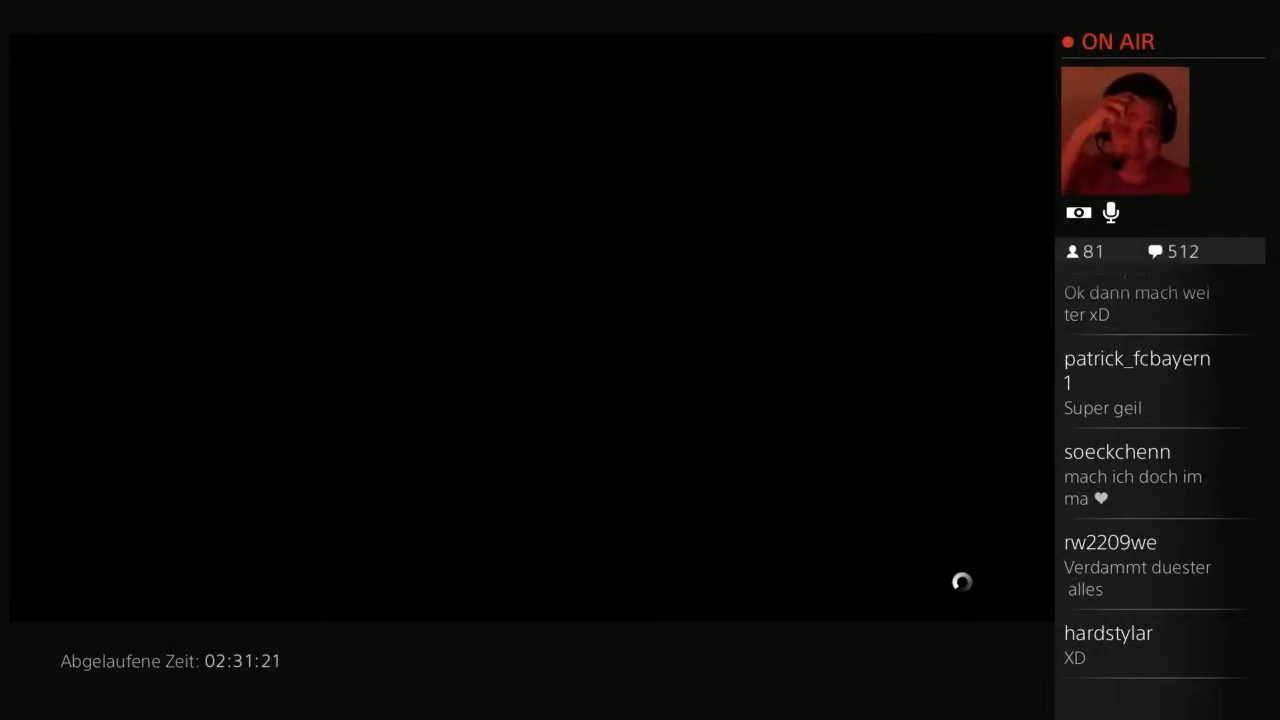 ON AIR
81 512
Ok dann mach wei
ter xD
patrick_fcbayern
1
Super geil
soeckchenn
mach ich doch im
ma ♥
rw2209we
Verdammt duester
alles
hardstylar
XD
Abgelaufene Zeit: 02:31:21